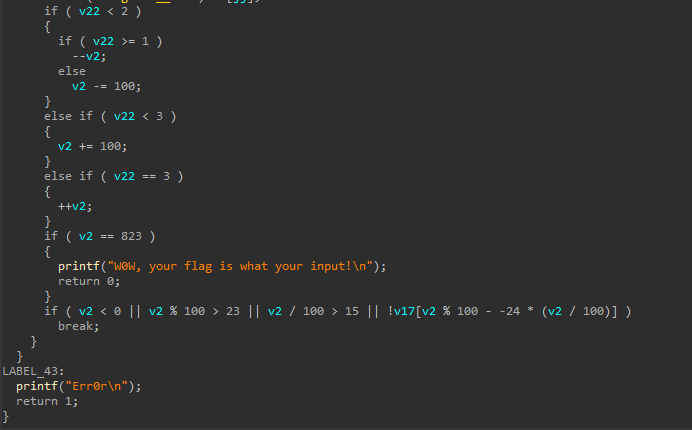 if ( v22 < 2 )
{
if ( v22 >= 1 )
--v2;
else
v2 -= 100;
}
else if ( v22 < 3 )
{
v2 += 100;
}
else if ( v22 == 3 )
{
++v2;
}
if ( v2 == 823 )
{
printf("W0W, your flag is what your input!\n");
return 0;
}
if ( v2 < 0 || v2 % 100 > 23 || v2 / 100 > 15 || !v17[v2 % 100 - -24 * (v2 / 100)] )
break;
}
}
LABEL_43:
printf("Err0r\n");
return 1;
}